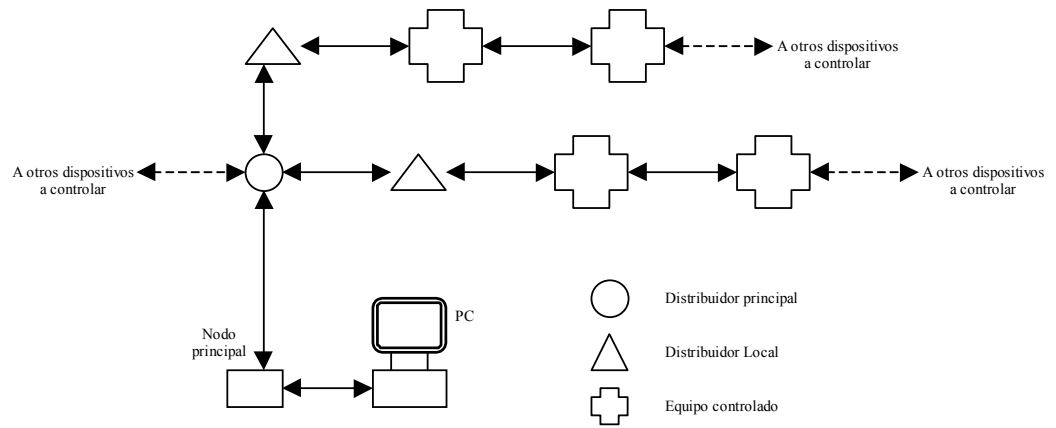 A otros dispositivos
a controlar
A otros dispositivos
a controlar
A otros dispositivos
a controlar
Nodo
principal
PC
Distribuidor principal
Distribuidor Local
Equipo controlado